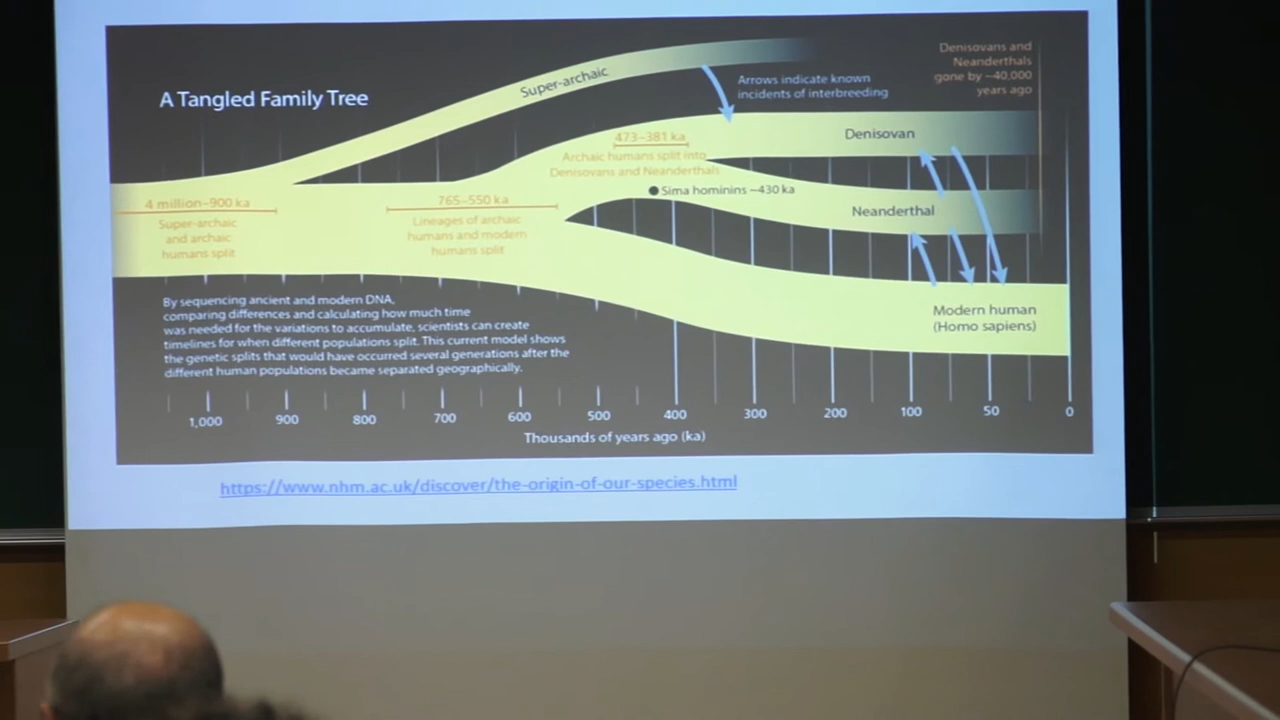 A Tangled Family Tree
Super-archaic
Arrows indicate known
incidents of interbreeding
Denisovans and
Neanderthals
gone by ~40,000
years ago
473–381 ka
Archaic humans split into
Denisovans and Neanderthals
Denisovan
Sima hominins ~430 ka
Neanderthal
4 million–900 ka
Super-archaic
and archaic
humans split
765–550 ka
Lineages of archaic
humans and modern
humans split
Modern human
(Homo sapiens)
By sequencing ancient and modern DNA,
comparing differences and calculating how much time
was needed for the variations to accumulate, scientists can create
timelines for when different populations split. This current model shows
the genetic splits that would have occurred several generations after the
different human populations became separated geographically.
1,000 900 800 700 600 500 400 300 200 100 50 0
Thousands of years ago (ka)
https://www.nhm.ac.uk/discover/the-origin-of-our-species.html